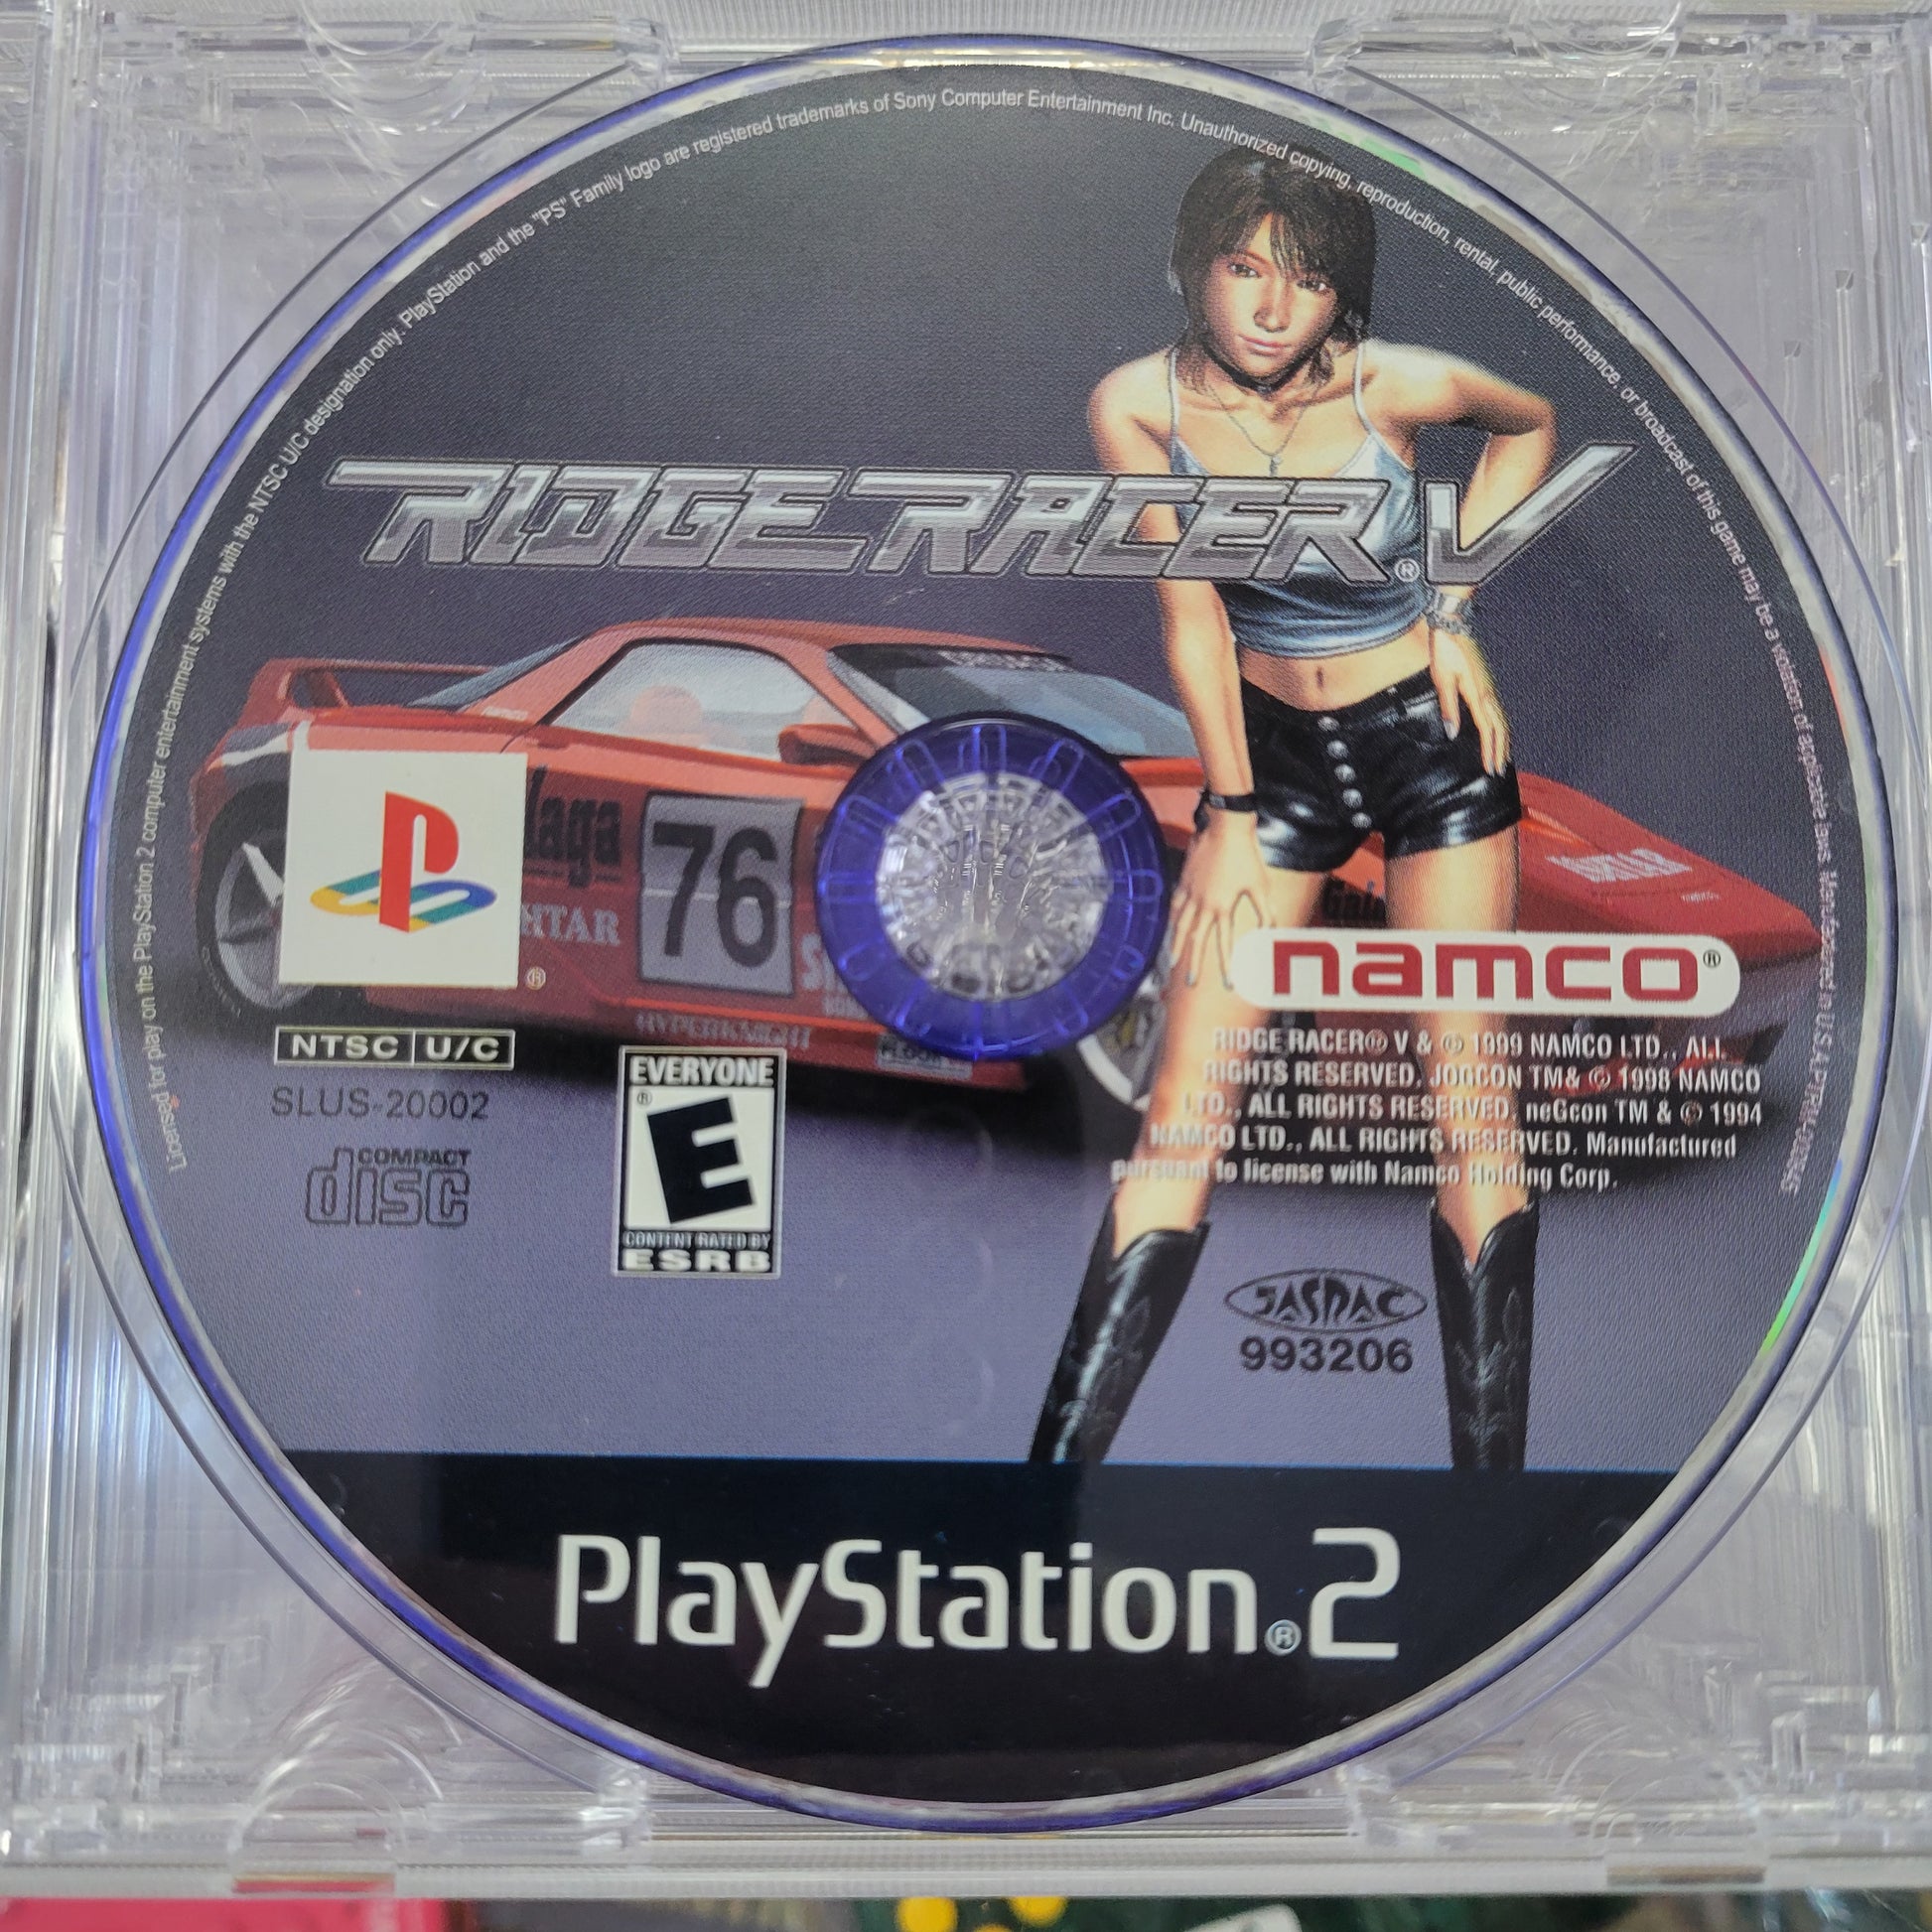 Licensed for play on the PlayStation 2 computer entertainment systems with the NTSC U/C designation only. PlayStation and the "PS" Family logo are registered trademarks of Sony Computer Entertainment Inc. Unauthorized copying, reproduction, rental, public performance, or broadcast of this game may be a violation of applicable laws. Manufactured in U.S.A.
RIDGE RACER® V
laga
HTAR
76
HYPERKNIGHT
namco®
®
NTSC U/C
SLUS-20002
COMPACT
disc
EVERYONE
®
E
CONTENT RATED BY
ESRB
RIDGE RACER® V & © 1999 NAMCO LTD., ALL
RIGHTS RESERVED. JOGCON TM& © 1998 NAMCO
LTD., ALL RIGHTS RESERVED. neGcon TM & © 1994
NAMCO LTD., ALL RIGHTS RESERVED. Manufactured
pursuant to license with Namco Holding Corp.
JASRAC
993206
PlayStation®2